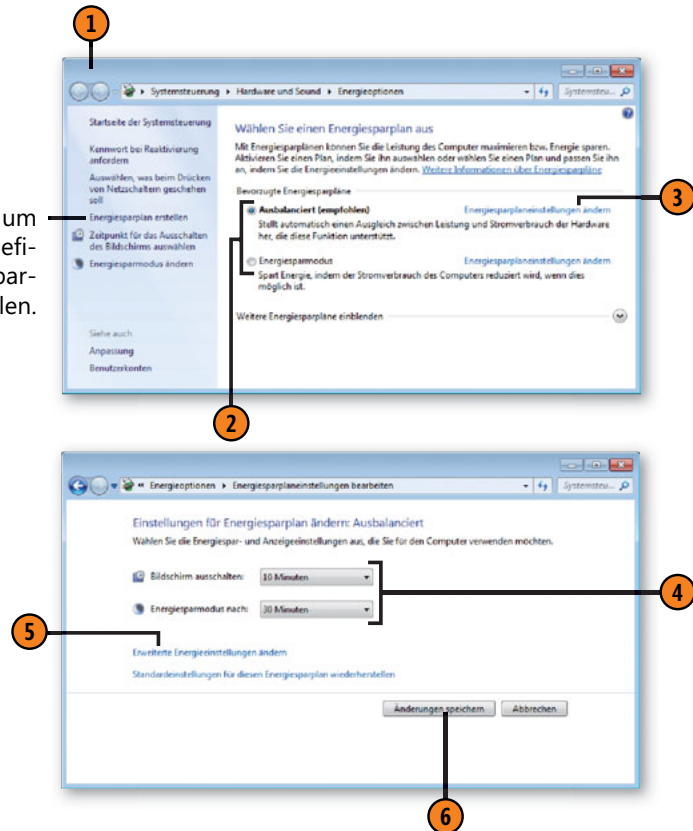 1
Systemsteuerung ▸ Hardware und Sound ▸ Energieoptionen
Systemsteu...
Startseite der Systemsteuerung
Kennwort bei Reaktivierung
anfordern
Auswählen, was beim Drücken
von Netzschaltern geschehen
soll
Energiesparplan erstellen
Zeitpunkt für das Ausschalten
des Bildschirms auswählen
Energiesparmodus ändern
Siehe auch
Anpassung
Benutzerkonten
um
efi-
par-
len.
Wählen Sie einen Energiesparplan aus
Mit Energiesparplänen können Sie die Leistung des Computer maximieren bzw. Energie sparen.
Aktivieren Sie einen Plan, indem Sie ihn auswählen oder wählen Sie einen Plan und passen Sie ihn
an, indem Sie die Energieeinstellungen ändern. Weitere Informationen über Energiesparpläne
Bevorzugte Energiesparpläne
Ausbalanciert (empfohlen) Energiesparplaneinstellungen ändern
Stellt automatisch einen Ausgleich zwischen Leistung und Stromverbrauch der Hardware
her, die diese Funktion unterstützt.
Energiesparmodus Energiesparplaneinstellungen ändern
Spart Energie, indem der Stromverbrauch des Computers reduziert wird, wenn dies
möglich ist.
Weitere Energiesparpläne einblenden
3
2
« Energieoptionen ▸ Energiesparplaneinstellungen bearbeiten
Systemsteu...
Einstellungen für Energiesparplan ändern: Ausbalanciert
Wählen Sie die Energiespar- und Anzeigeeinstellungen aus, die Sie für den Computer verwenden möchten.
Bildschirm ausschalten: 10 Minuten
Energiesparmodus nach: 30 Minuten
4
5
Erweiterte Energieeinstellungen ändern
Standardeinstellungen für diesen Energiesparplan wiederherstellen
Änderungen speichern Abbrechen
6